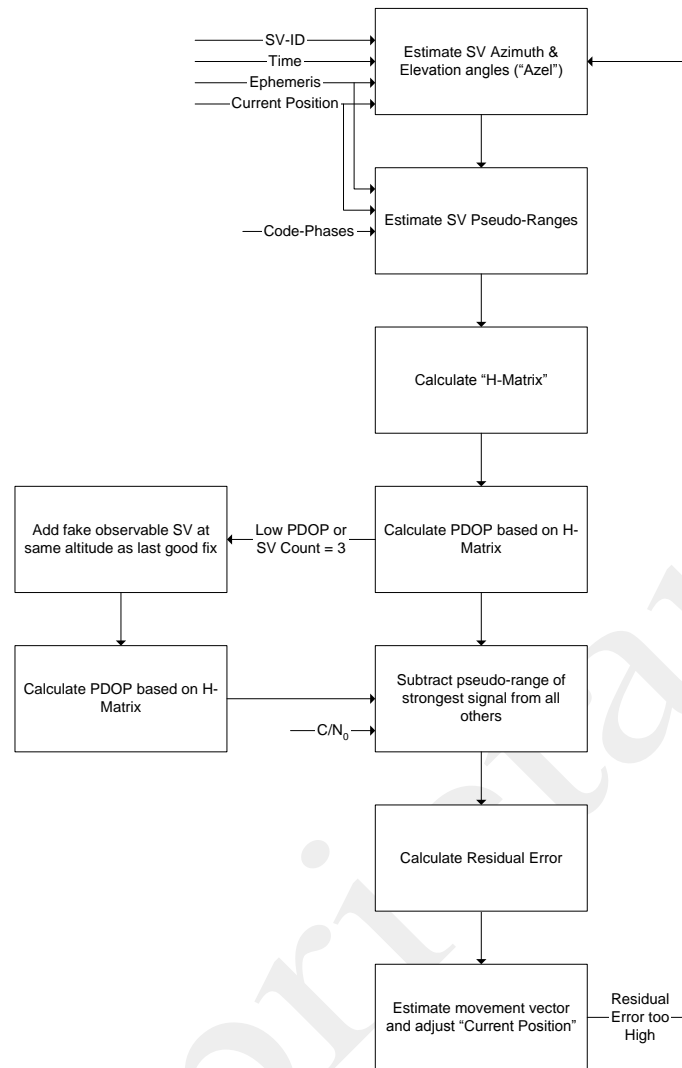 SV-ID
Time
Ephemeris
Current Position
Estimate SV Azimuth &
Elevation angles (“Azel”)
Code-Phases
Estimate SV Pseudo-Ranges
Calculate “H-Matrix”
Add fake observable SV at
same altitude as last good fix
Low PDOP or
SV Count = 3
Calculate PDOP based on H-
Matrix
Calculate PDOP based on H-
Matrix
C/N0
Subtract pseudo-range of
strongest signal from all
others
Calculate Residual Error
Estimate movement vector
and adjust “Current Position”
Residual
Error too
High